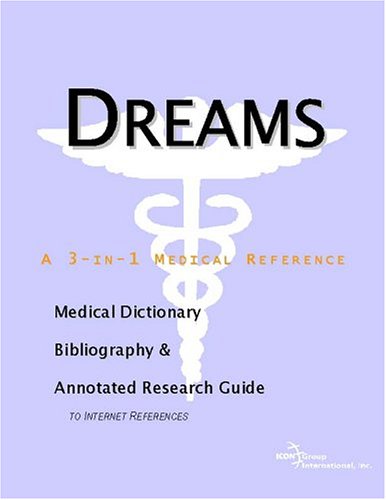 DREAMS
A 3-IN-1 MEDICAL REFERENCE
Medical Dictionary
Bibliography &
Annotated Research Guide
TO INTERNET REFERENCES
ICON Group
International, Inc.